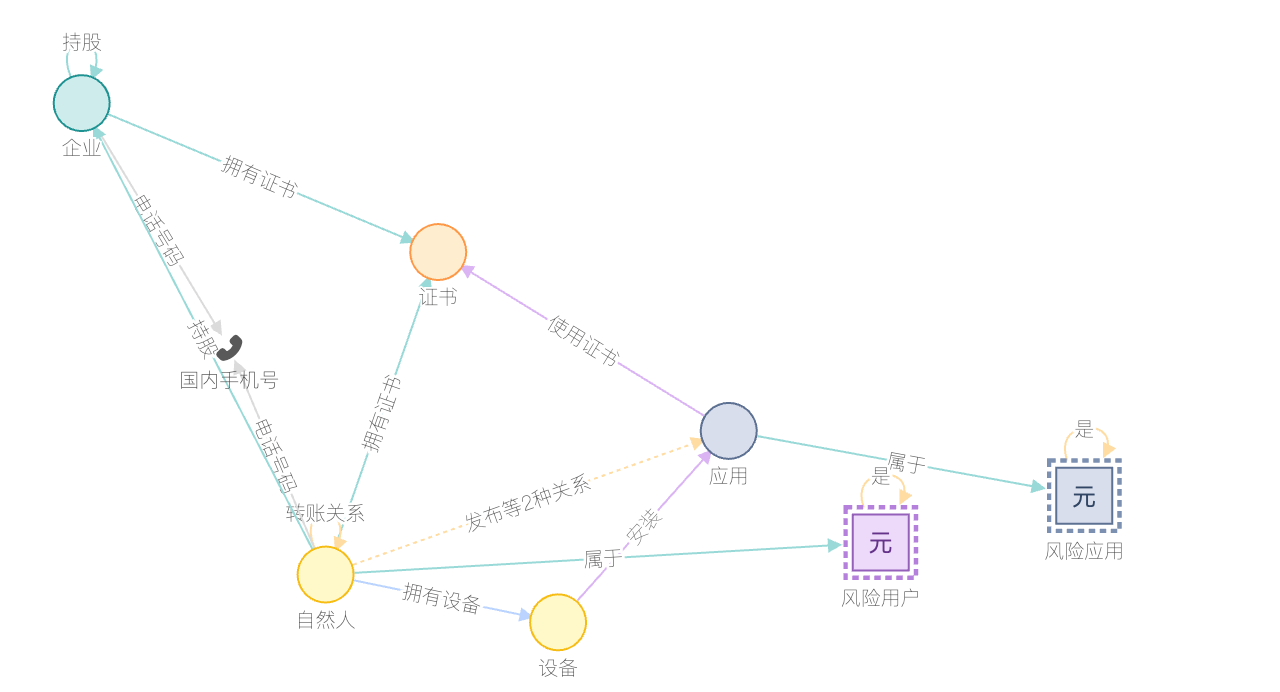 持股
企业
拥有证书
电话号码
证书
持股
使用证书
国内手机号
拥有证书
电话号码
是
属于
是
应用
元
风险应用
发布等2种关系
转账关系
安装
元
属于
拥有设备
风险用户
自然人
设备